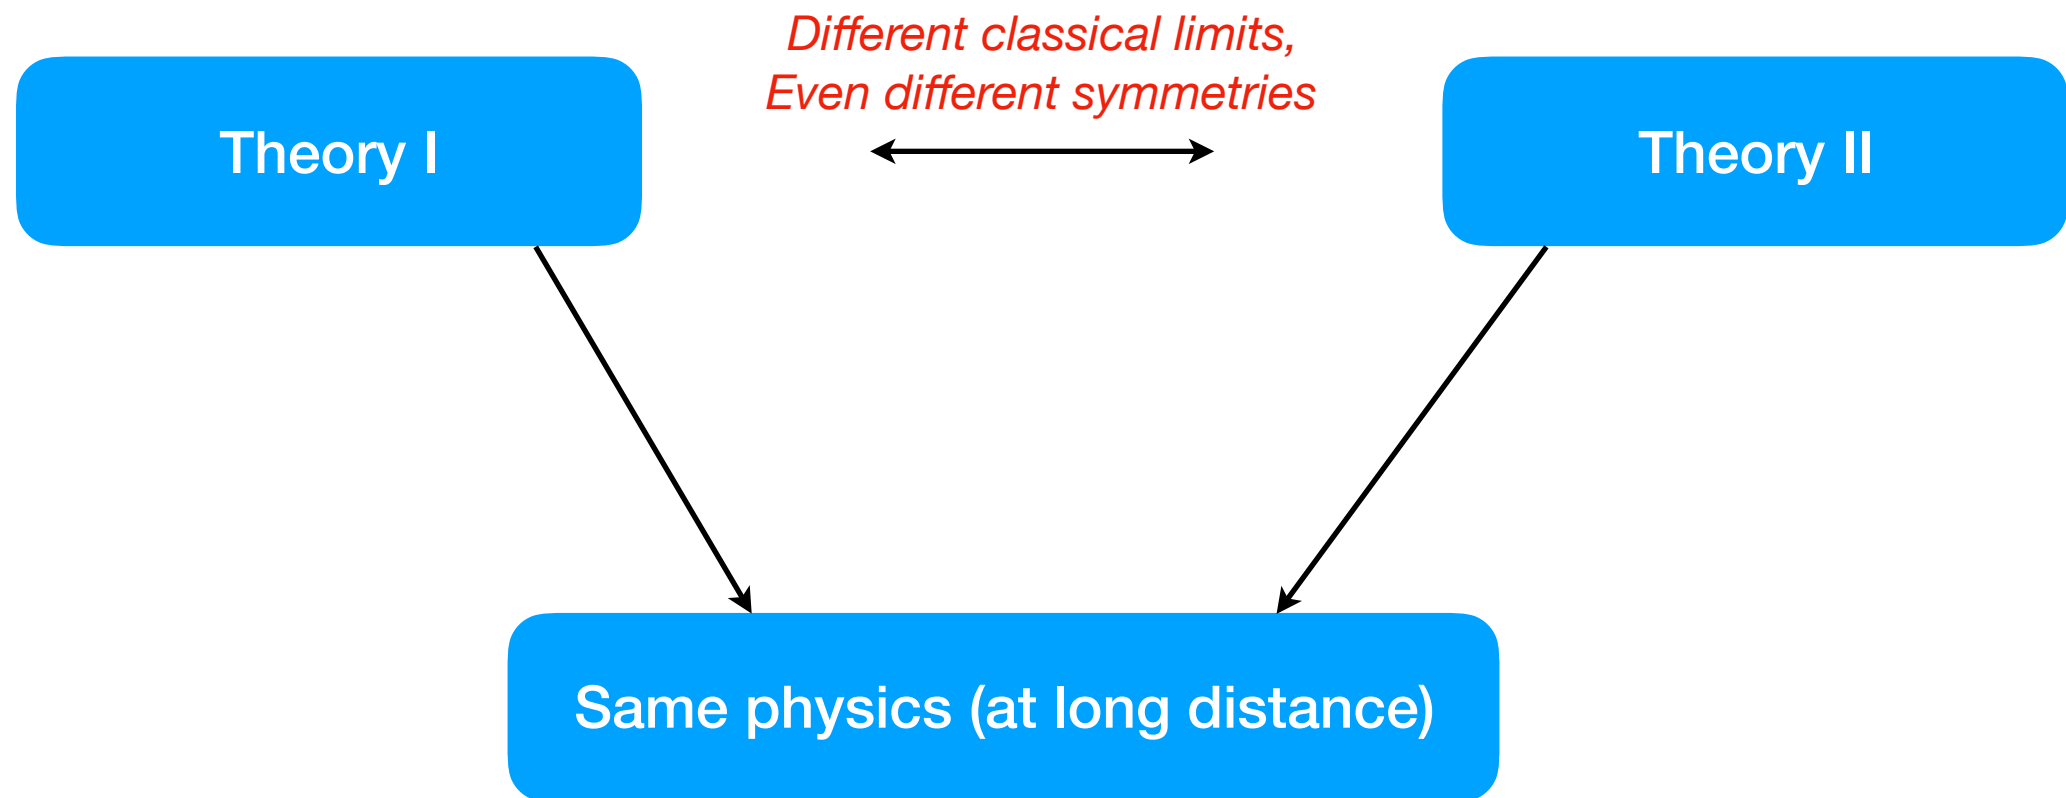 Different classical limits,
Even different symmetries
Theory I
Theory II
Same physics (at long distance)